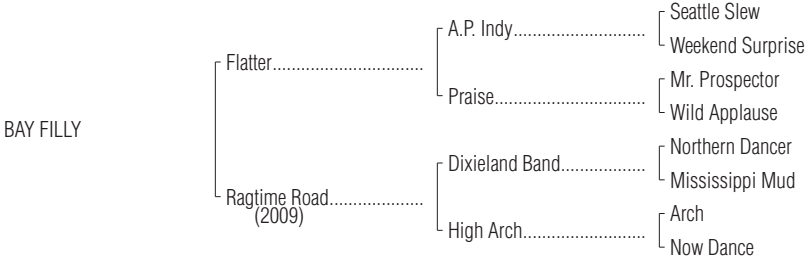 Seattle Slew
A.P. Indy..............................
Weekend Surprise
Flatter..................................
Mr. Prospector
Praise..................................
Wild Applause
BAY FILLY
Northern Dancer
Dixieland Band...................
Mississippi Mud
Ragtime Road.....................
(2009)
Arch
High Arch............................
Now Dance